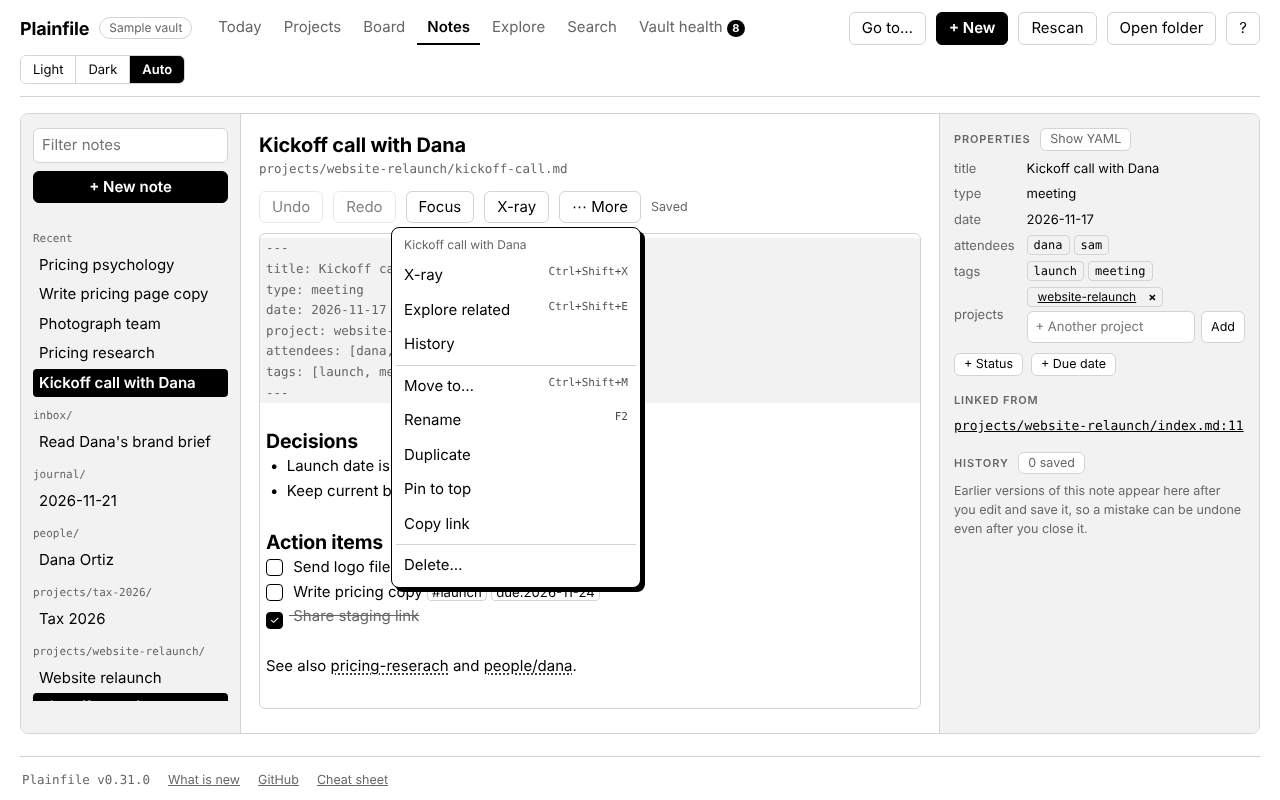 Plainfile Sample vault Today Projects Board Notes Explore Search Vault health 8 Go to... + New Rescan Open folder ?
Light Dark Auto
Filter notes
+ New note
Recent
Pricing psychology
Write pricing page copy
Photograph team
Pricing research
Kickoff call with Dana
inbox/
Read Dana's brand brief
journal/
2026-11-21
people/
Dana Ortiz
projects/tax-2026/
Tax 2026
projects/website-relaunch/
Website relaunch
Kickoff call with Dana
projects/website-relaunch/kickoff-call.md
Undo Redo Focus X-ray ··· More Saved
---
title: Kickoff ca
type: meeting
date: 2026-11-17
project: website-
attendees: [dana,
tags: [launch, me
---
Decisions
• Launch date is
• Keep current b
Action items
Send logo file
Write pricing copy #launch due:2026-11-24
Share staging link
See also pricing-reserach and people/dana.
Kickoff call with Dana
X-ray Ctrl+Shift+X
Explore related Ctrl+Shift+E
History
Move to... Ctrl+Shift+M
Rename F2
Duplicate
Pin to top
Copy link
Delete...
PROPERTIES Show YAML
title Kickoff call with Dana
type meeting
date 2026-11-17
attendees dana sam
tags launch meeting
projects website-relaunch ×
+ Another project Add
+ Status + Due date
LINKED FROM
projects/website-relaunch/index.md:11
HISTORY 0 saved
Earlier versions of this note appear here after
you edit and save it, so a mistake can be undone
even after you close it.
Plainfile v0.31.0 What is new GitHub Cheat sheet